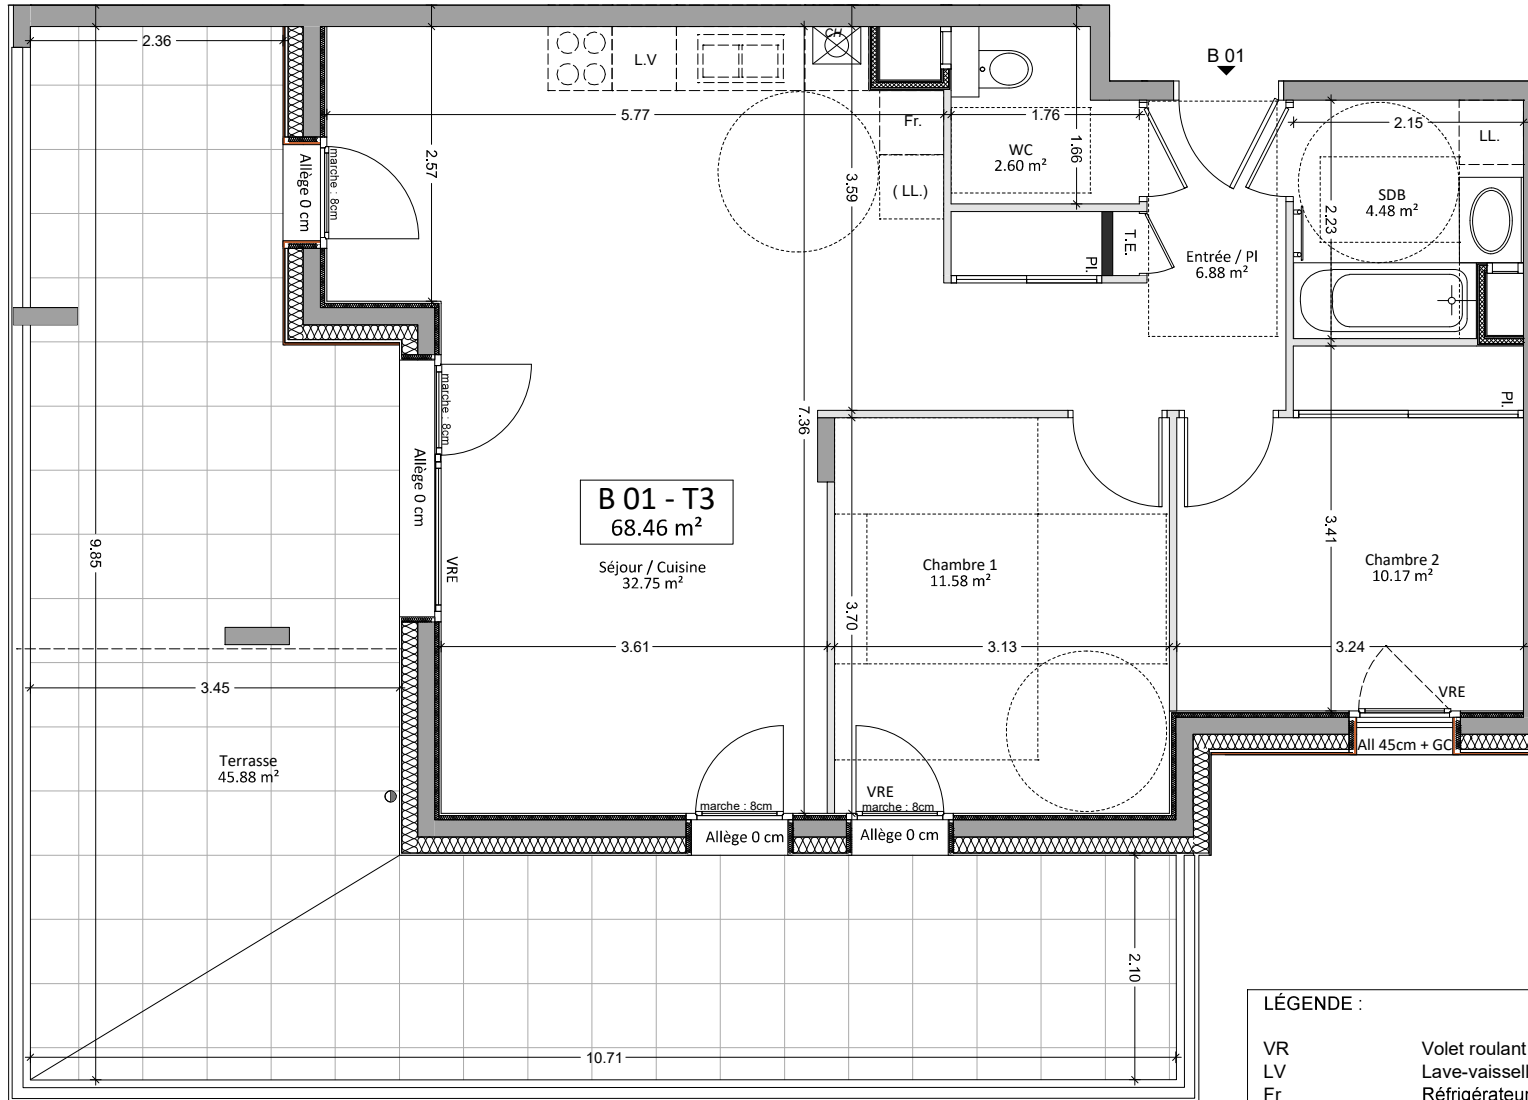 2.36
2.57
CH
L.V
5.77
Fr.
( LL.)
3.59
1.76
1.66
WC
2.60 m²
B 01
2.15
LL.
SDB
4.48 m²
2.23
Allège 0 cm
marche : 8cm
Pl.
T.E.
Entrée / Pl
6.88 m²
marche : 8cm
Allège 0 cm
7.36
Pl.
9.85
VRE
B 01 - T3
68.46 m²
Séjour / Cuisine
32.75 m²
Chambre 1
11.58 m²
3.41
Chambre 2
10.17 m²
3.70
3.61
3.13
3.24
3.45
VRE
Terrasse
45.88 m²
VRE
marche : 8cm
marche : 8cm
Allège 0 cm
Allège 0 cm
All 45cm + GC
2.10
10.71
LÉGENDE :
VR Volet roulant
LV Lave-vaissell
Fr Réfrigérateur